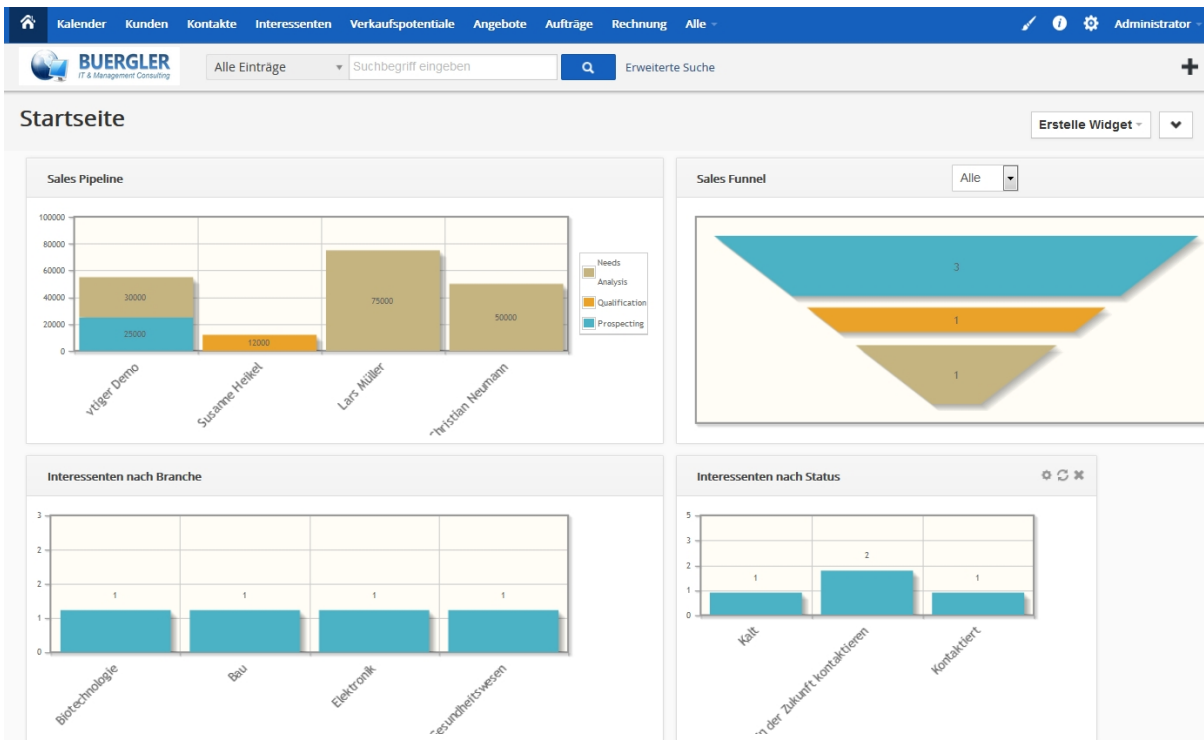 Kalender Kunden Kontakte Interessenten Verkaufspotentiale Angebote Aufträge Rechnung Alle Administrator
BUERGLER
IT & Management Consulting
Alle Einträge Suchbegriff eingeben Erweiterte Suche
Startseite
Erstelle Widget
Sales Pipeline
100000
80000
60000
40000
20000
0
30000
25000
12000
75000
50000
Needs
Analysis
Qualification
Prospecting
vtiger Demo
Susanne Heikel
Lars Müller
Christian Neumann
Sales Funnel Alle
3
1
1
Interessenten nach Branche
3
2
2
1
0
1 1 1 1
Biotechnologie
Bau
Elektronik
Gesundheitswesen
Interessenten nach Status
5
3
2
1
0
1 2 1
Kalt
n der Zukunft kontaktieren
Kontaktiert